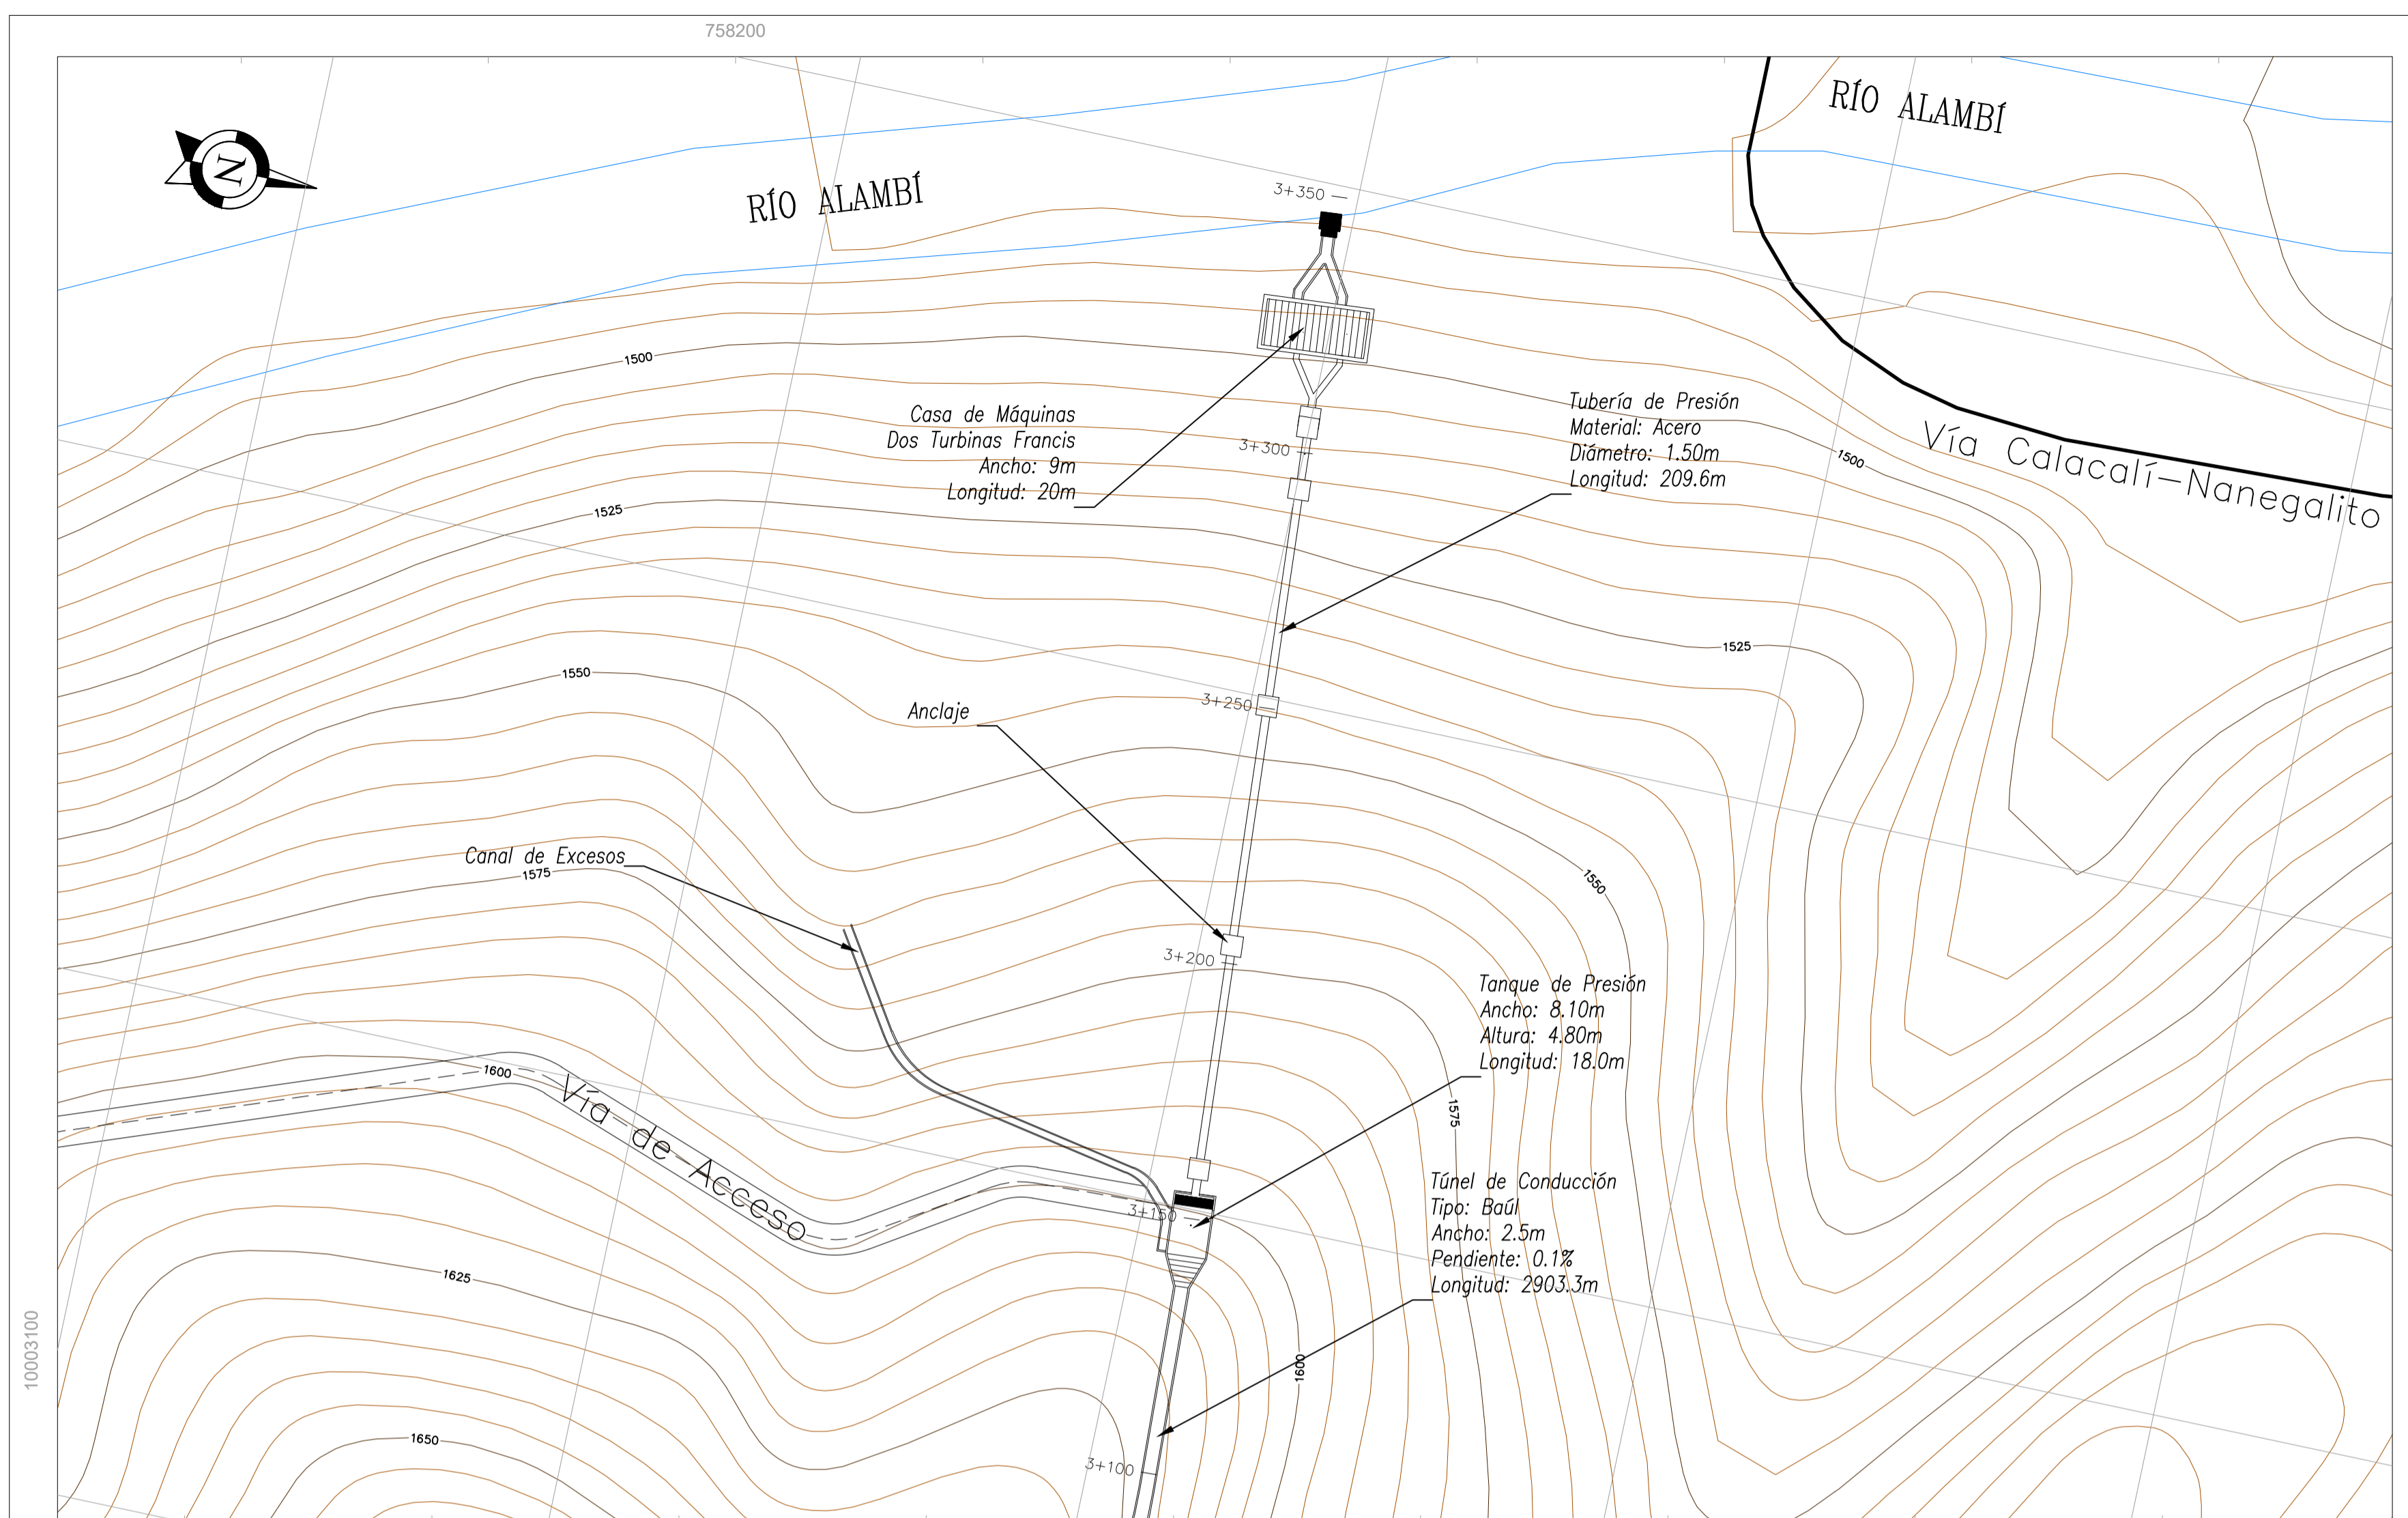 758200
RÍO ALAMBÍ
RÍO ALAMBÍ
N
3+350
1500
Casa de Máquinas
Dos Turbinas Francis
Ancho: 9m
Longitud: 20m
3+300
Tubería de Presión
Material: Acero
Diámetro: 1.50m
Longitud: 209.6m
1500
Vía Calacalí-Nanegalito
1525
1525
1550
Anclaje
3+250
Canal de Excesos
1575
1550
3+200
Tanque de Presión
Ancho: 8.10m
Altura: 4.80m
Longitud: 18.0m
1600
Vía de Acceso
1575
3+150
Túnel de Conducción
Tipo: Baúl
Ancho: 2.5m
Pendiente: 0.1%
Longitud: 2903.3m
1625
10003100
1600
1650
3+100